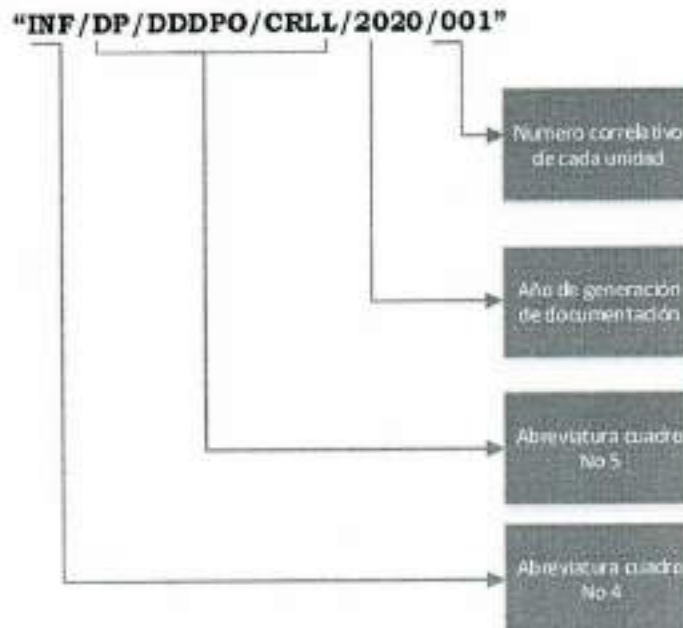 “INF/DP/DDDPO/CRLL/2020/001”
Numero correlativo
de cada unidad
Año de generación
de documentación
Abreviatura cuadro
No 5
Abreviatura cuadro
No 4